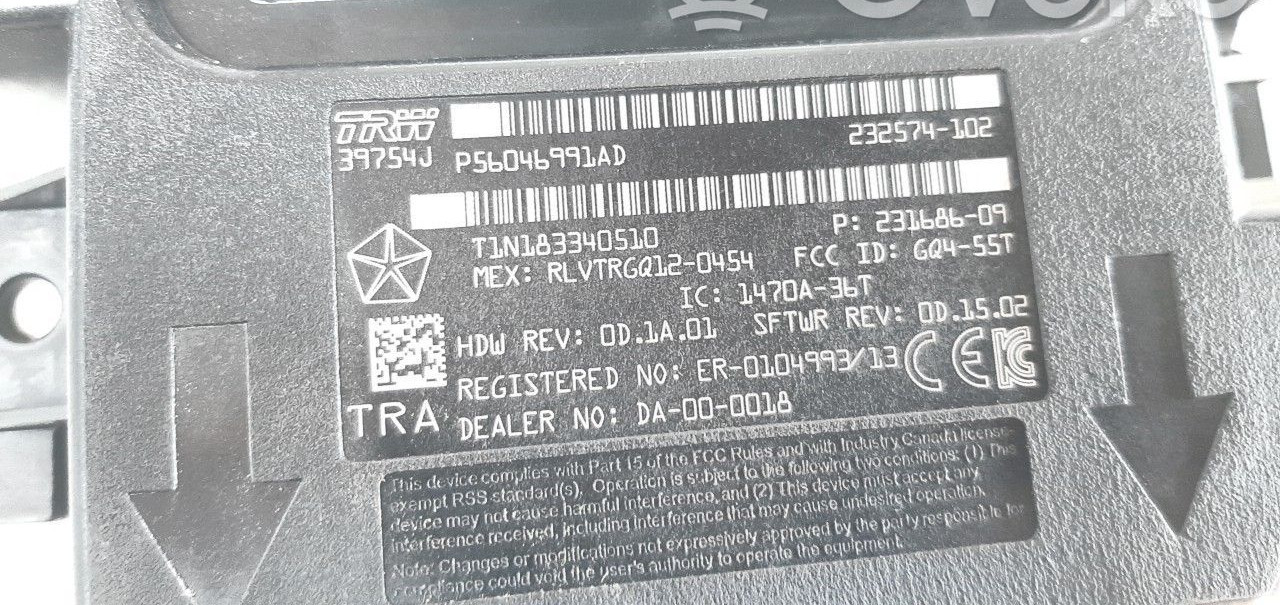 TRW
39754J P56046991AD 232574-102
T1N183340510 P: 231686-09
MEX: RLVTRGQ12-0454 FCC ID: GQ4-55T
IC: 1470A-36T
HDW REV: 0D.1A.01 SFTWR REV: 0D.15.02
REGISTERED NO: ER-0104993/13 CE
TRA DEALER NO: DA-00-0018
This device complies with Part 15 of the FCC Rules and with Industry Canada license-
exempt RSS standard(s). Operation is subject to the following two conditions: (1) This
device may not cause harmful interference, and (2) This device must accept any
interference received, including interference that may cause undesired operation.
Note: Changes or modifications not expressively approved by the party responsible for
compliance could void the user's authority to operate the equipment.